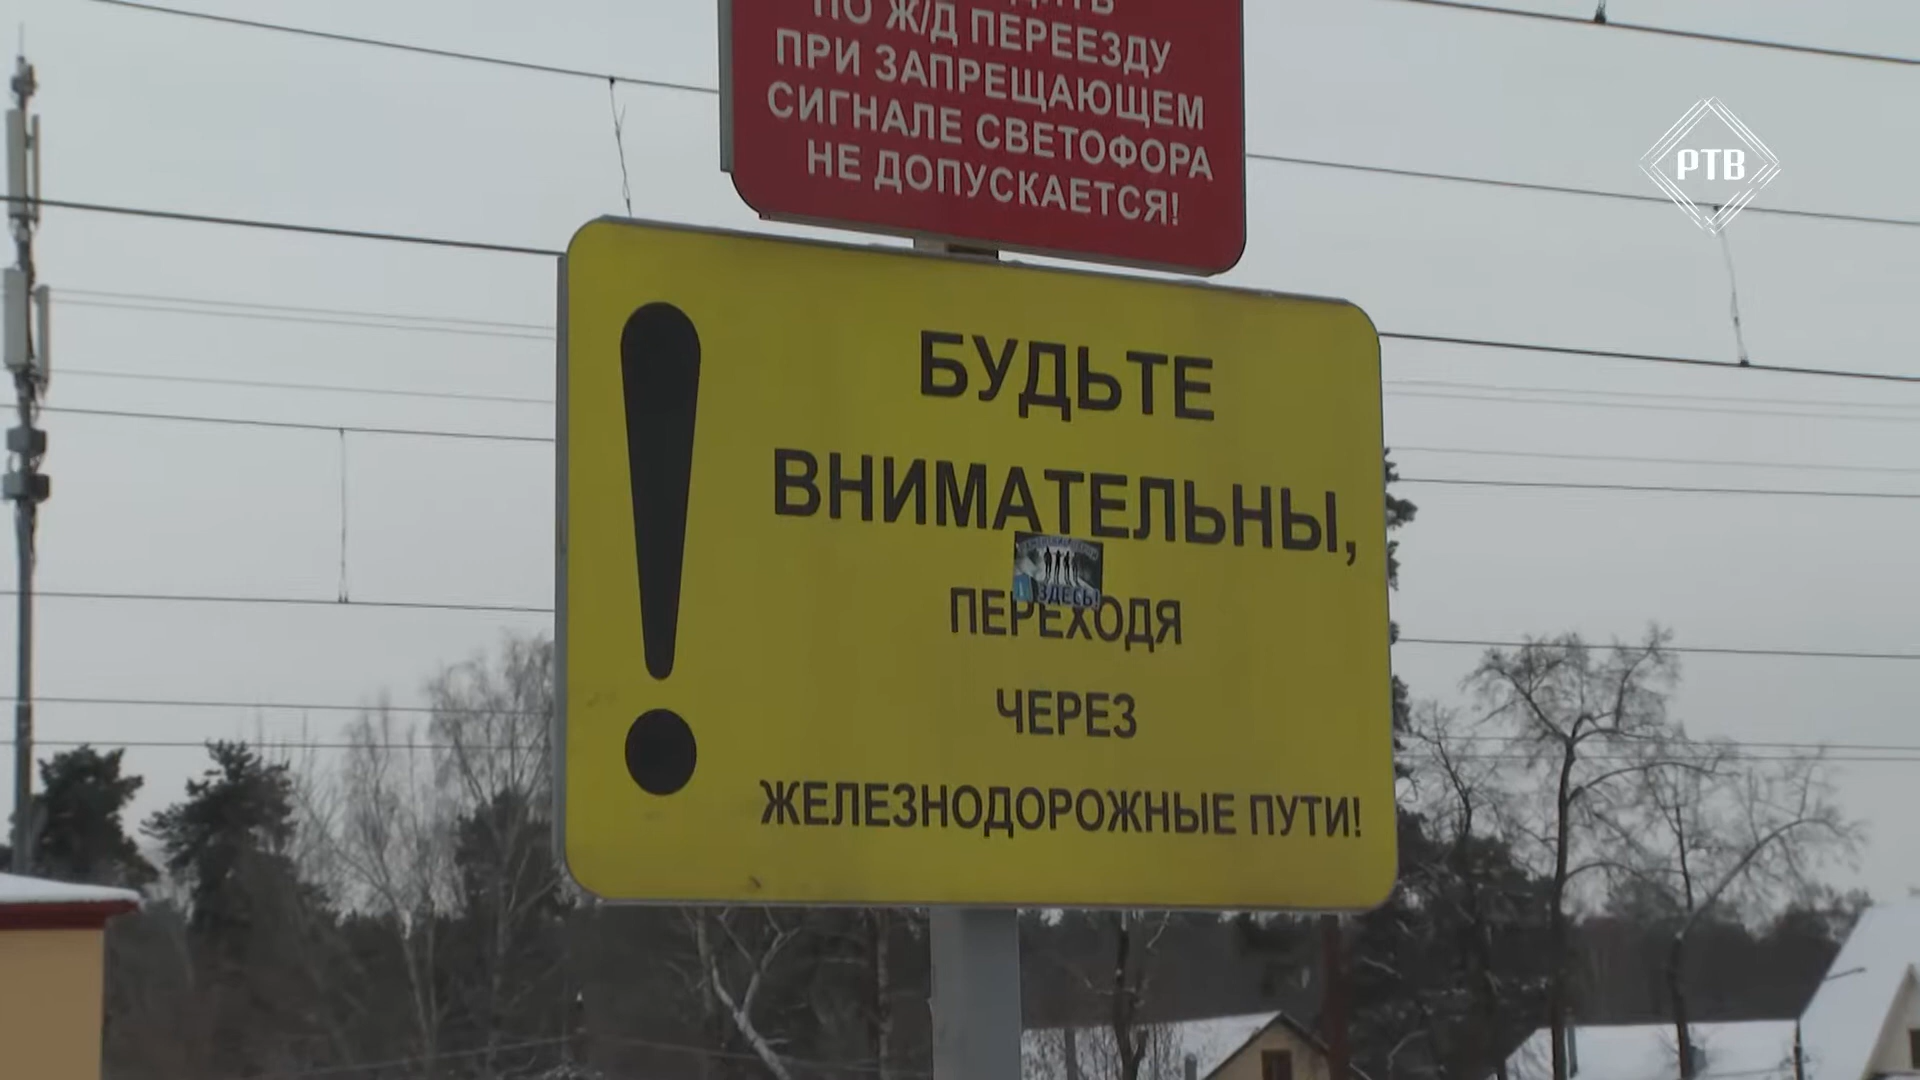 ПО Ж/Д ПЕРЕЕЗДУ
ПРИ ЗАПРЕЩАЮЩЕМ
СИГНАЛЕ СВЕТОФОРА
НЕ ДОПУСКАЕТСЯ!
РТВ
БУДЬТЕ
ВНИМАТЕЛЬНЫ,
ЗДЕСЬ!
ПЕРЕХОДЯ
ЧЕРЕЗ
ЖЕЛЕЗНОДОРОЖНЫЕ ПУТИ!